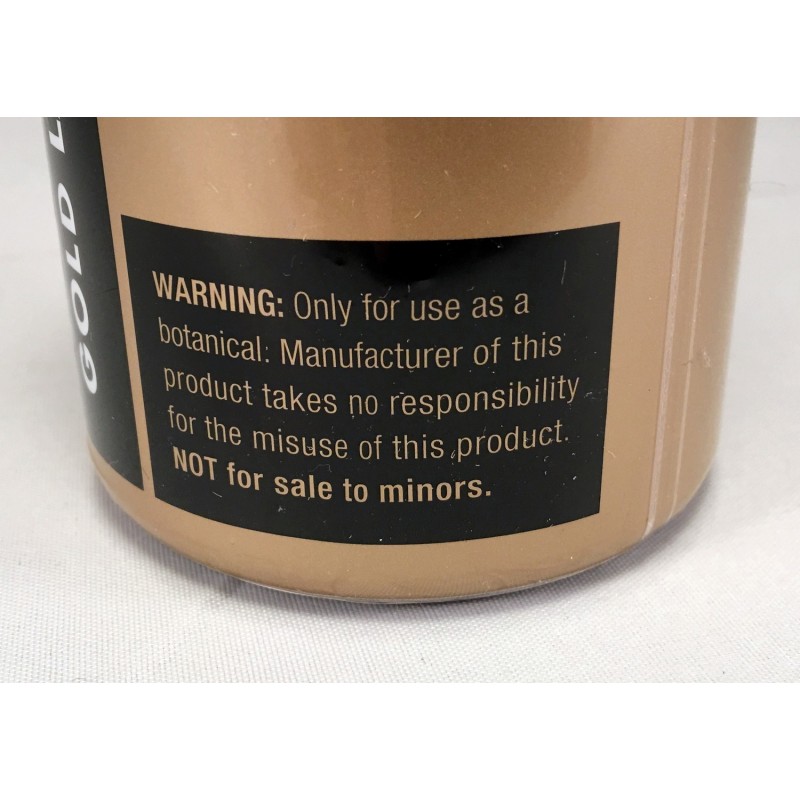 GOLD L
WARNING: Only for use as a
botanical: Manufacturer of this
product takes no responsibility
for the misuse of this product.
NOT for sale to minors.